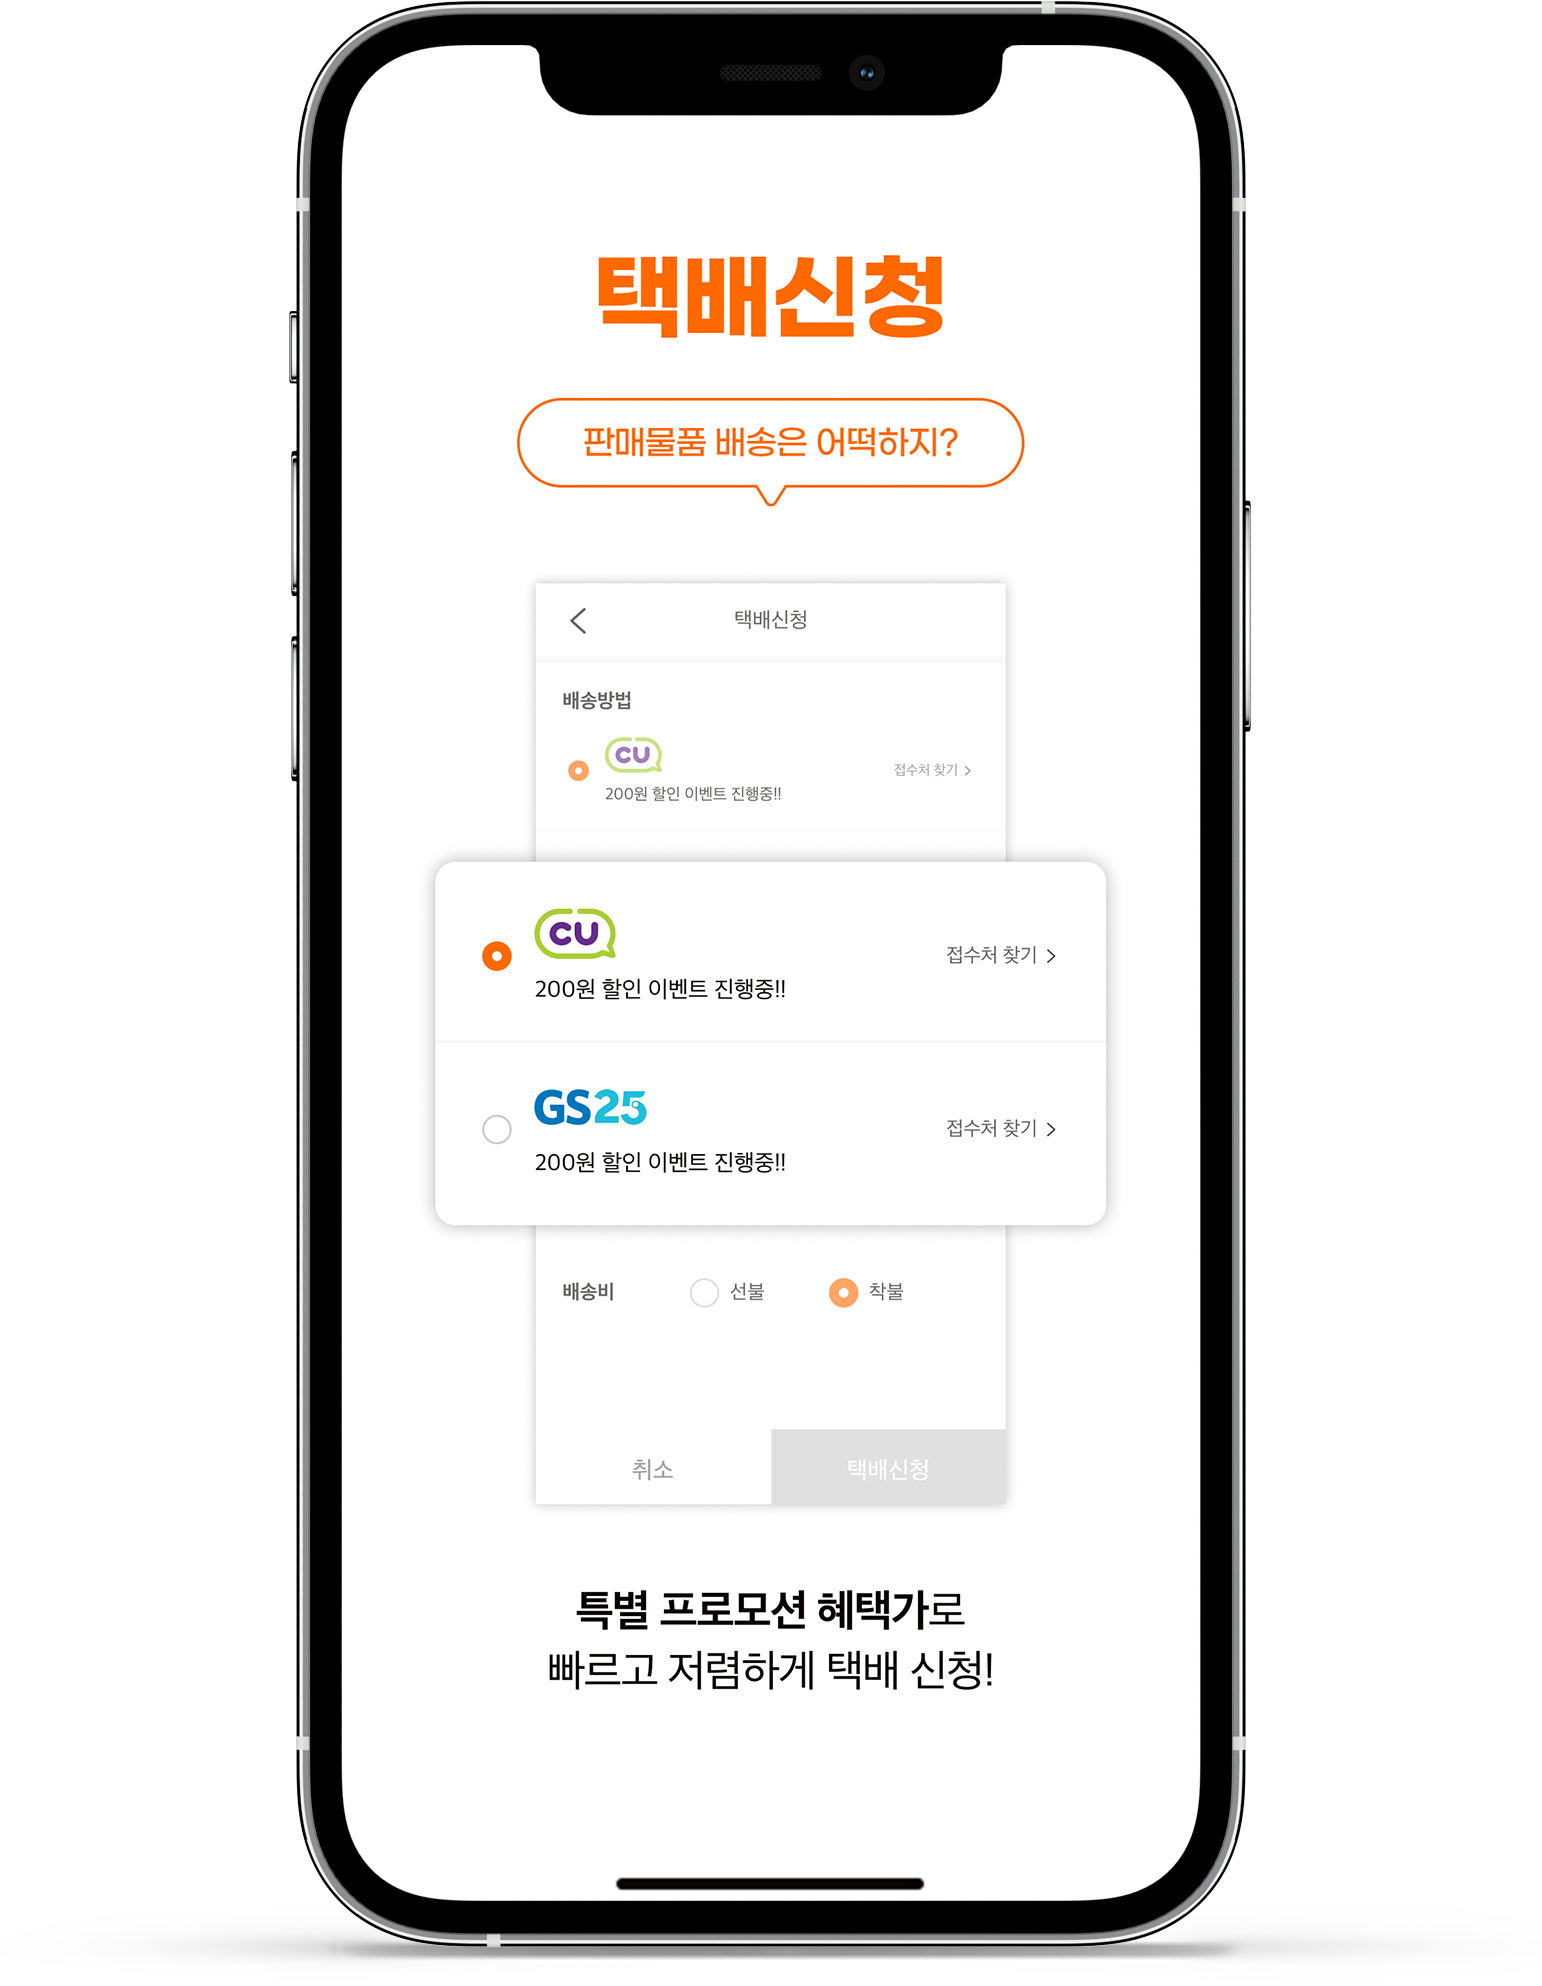 택배신청
판매물품 배송은 어떡하지?
택배신청
배송방법
CU
200원 할인 이벤트 진행중!!
접수처 찾기 >
CU
200원 할인 이벤트 진행중!!
접수처 찾기 >
GS25
200원 할인 이벤트 진행중!!
접수처 찾기 >
배송비 선불 착불
취소 택배신청
특별 프로모션 혜택가로
빠르고 저렴하게 택배 신청!